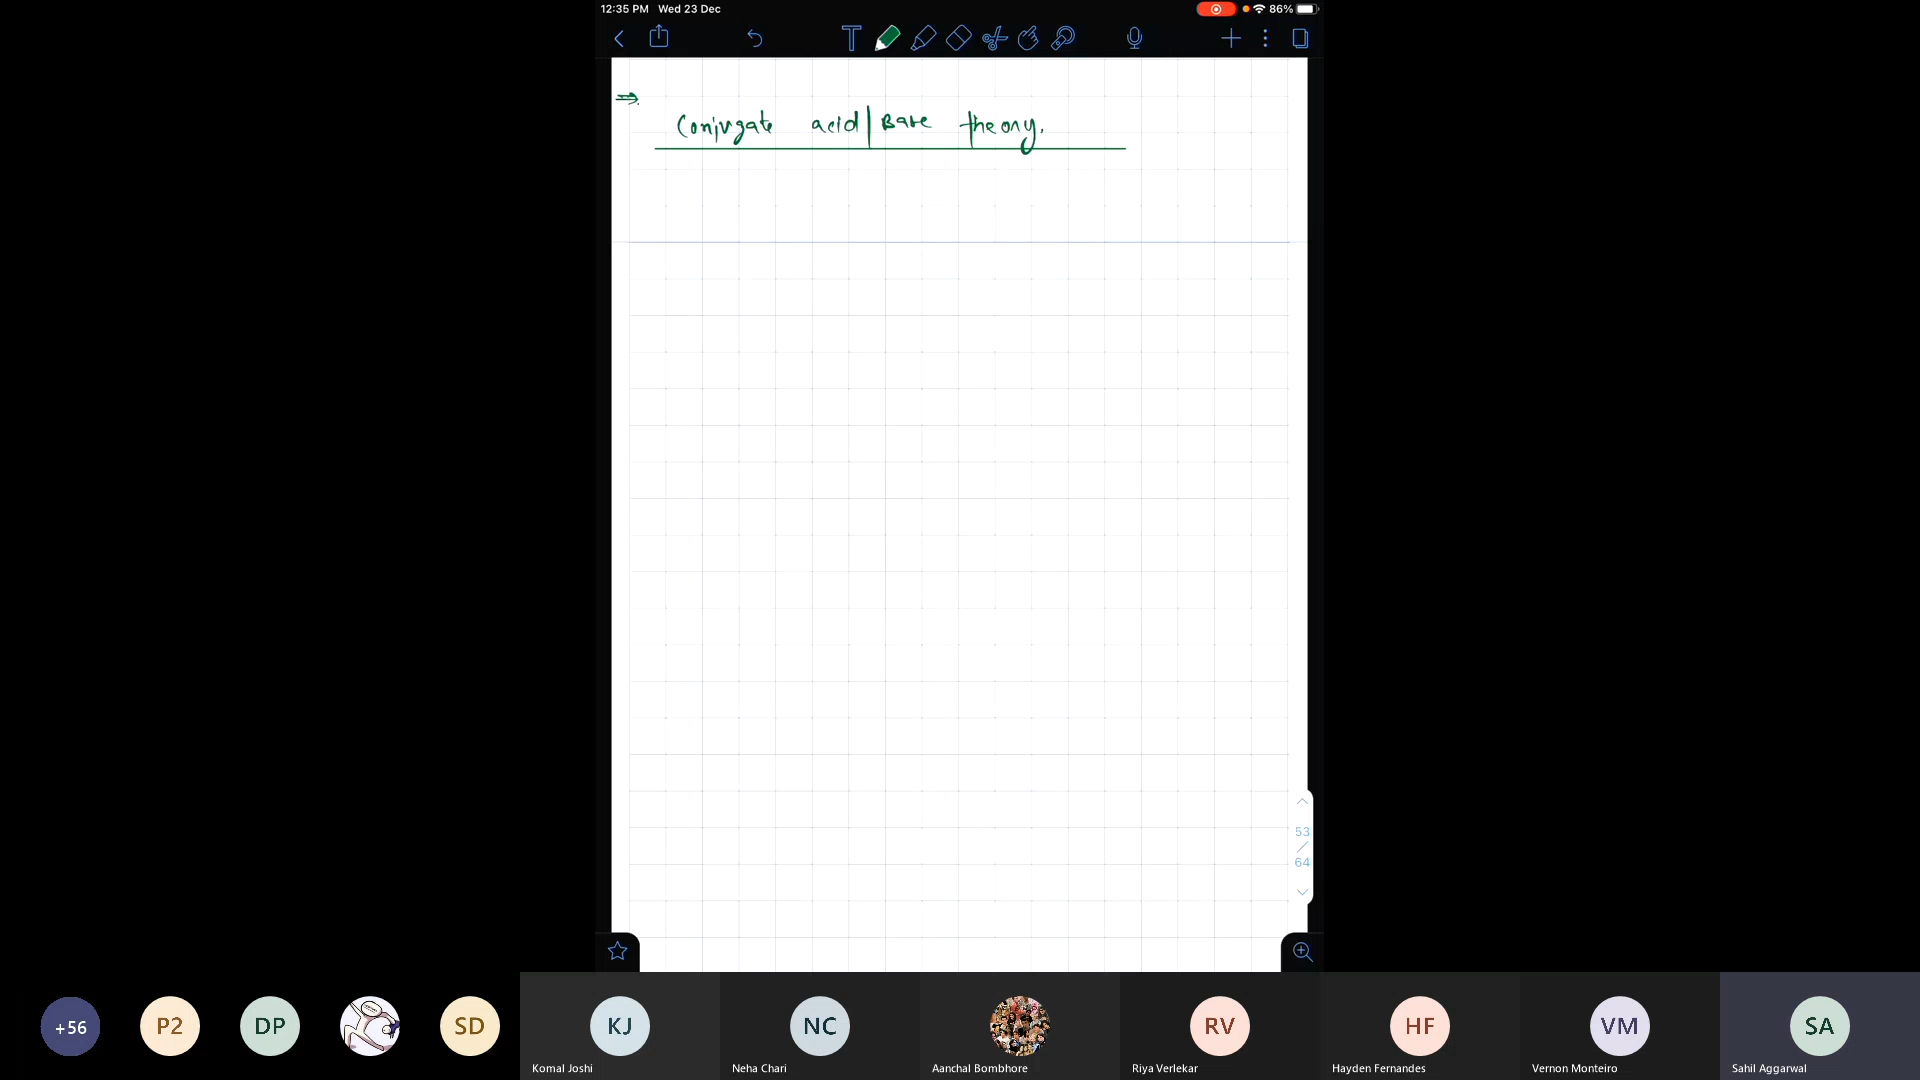 12:35 PM Wed 23 Dec
86%
⇒
Conjugate acid|Base theory.
53
/
64
+56
P2
DP
SD
KJ
NC
RV
HF
VM
SA
Komal Joshi
Neha Chari
Aanchal Bombhore
Riya Verlekar
Hayden Fernandes
Vernon Monteiro
Sahil Aggarwal